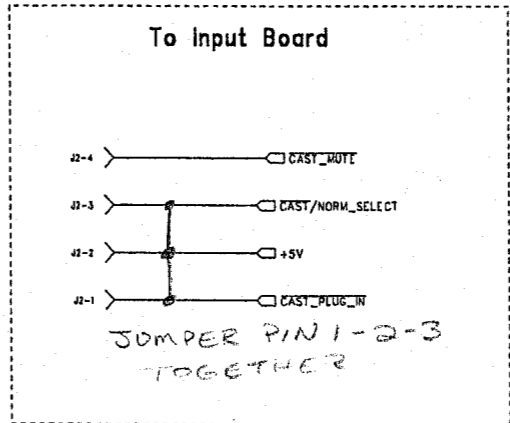 To Input Board
J2-4 CAST_MUTE
J2-3 CAST/NORM_SELECT
J2-2 +5V
J2-1 CAST_PLUG_IN
JUMPER PIN 1-2-3
TOGETHER